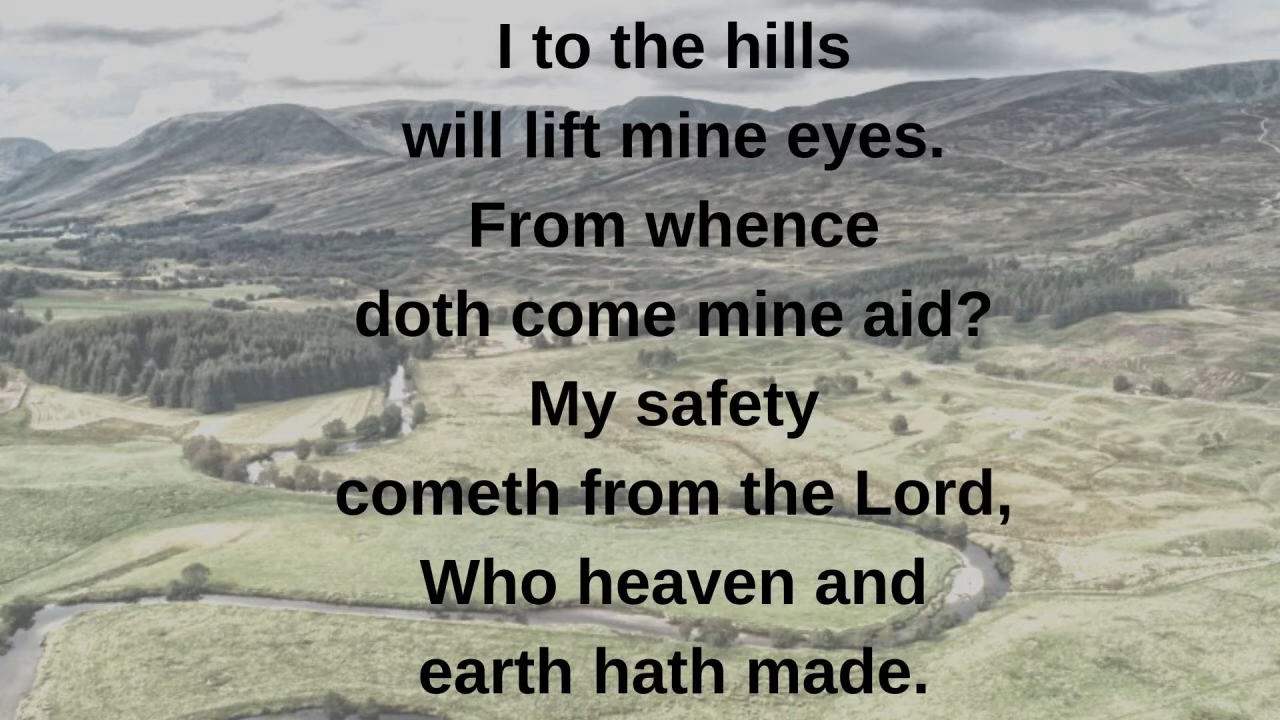 I to the hills
will lift mine eyes.
From whence
doth come mine aid?
My safety
cometh from the Lord,
Who heaven and
earth hath made.